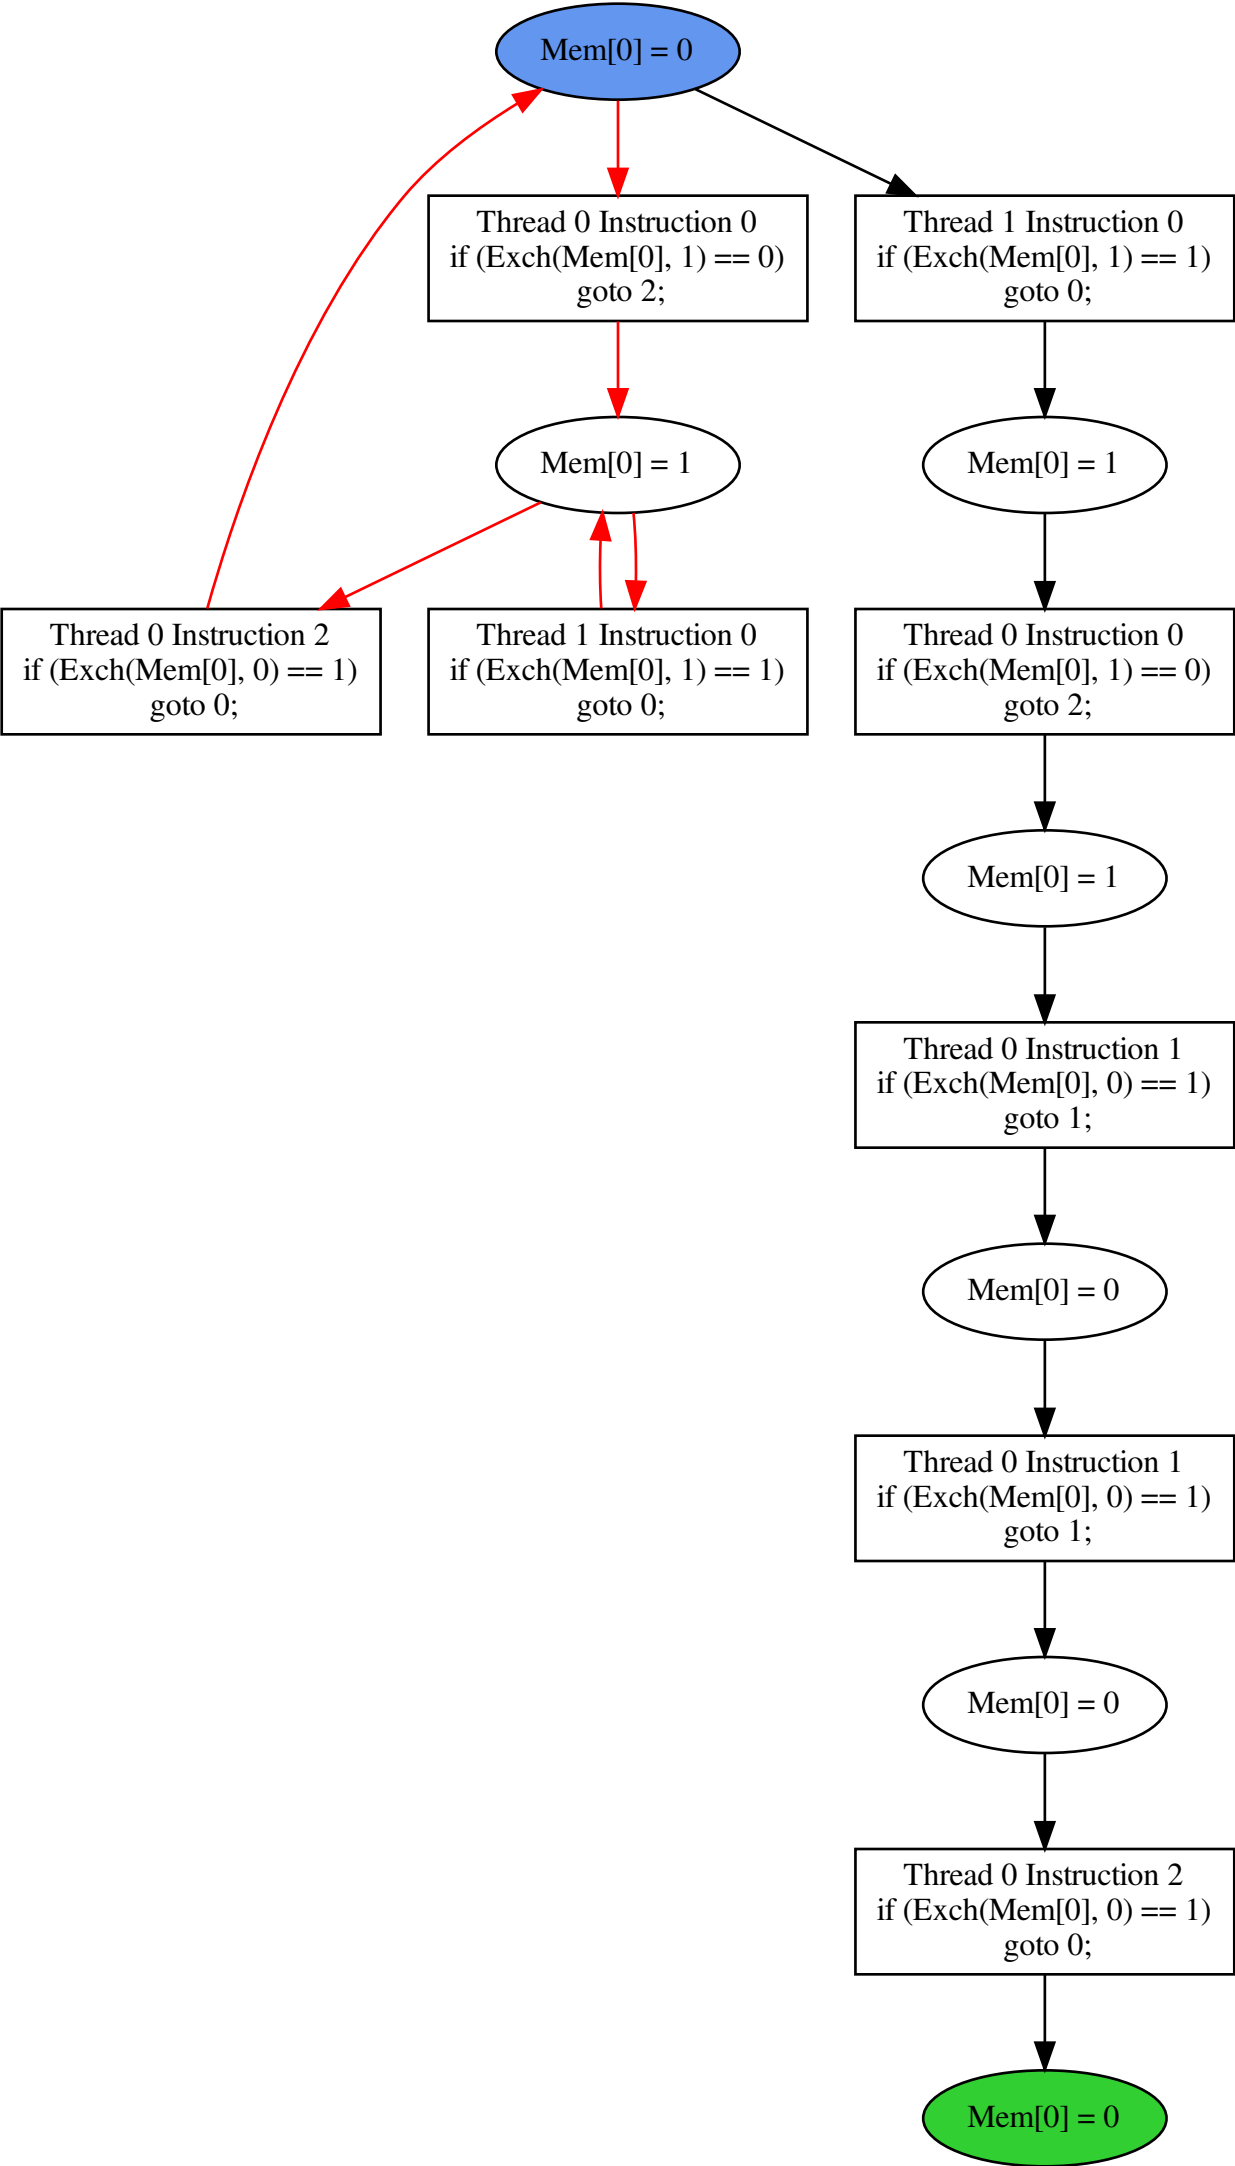 Mem[0] = 0
Thread 0 Instruction 0
if (Exch(Mem[0], 1) == 0)
goto 2;
Thread 1 Instruction 0
if (Exch(Mem[0], 1) == 1)
goto 0;
Mem[0] = 1
Mem[0] = 1
Thread 0 Instruction 2
if (Exch(Mem[0], 0) == 1)
goto 0;
Thread 1 Instruction 0
if (Exch(Mem[0], 1) == 1)
goto 0;
Thread 0 Instruction 0
if (Exch(Mem[0], 1) == 0)
goto 2;
Mem[0] = 1
Thread 0 Instruction 1
if (Exch(Mem[0], 0) == 1)
goto 1;
Mem[0] = 0
Thread 0 Instruction 1
if (Exch(Mem[0], 0) == 1)
goto 1;
Mem[0] = 0
Thread 0 Instruction 2
if (Exch(Mem[0], 0) == 1)
goto 0;
Mem[0] = 0